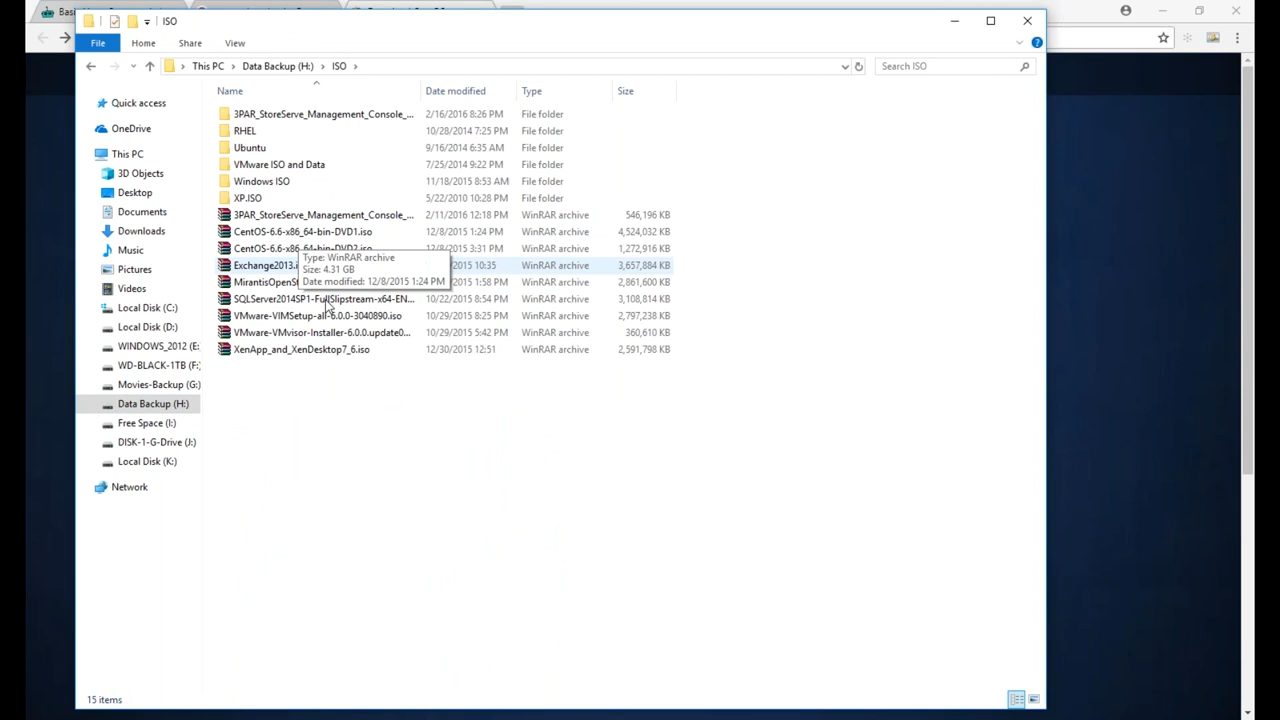 Basi
ISO
File Home Share View
This PC Data Backup (H:) ISO Search ISO
Name Date modified Type Size
Quick access
OneDrive
This PC
3D Objects
Desktop
Documents
Downloads
Music
Pictures
Videos
Local Disk (C:)
Local Disk (D:)
WINDOWS_2012 (E:
WD-BLACK-1TB (F:)
Movies-Backup (G:)
Data Backup (H:)
Free Space (I:)
DISK-1-G-Drive (J:)
Local Disk (K:)
Network
3PAR_StoreServe_Management_Console_... 2/16/2016 8:26 PM File folder
RHEL 10/28/2014 7:25 PM File folder
Ubuntu 9/16/2014 6:35 AM File folder
VMware ISO and Data 7/25/2014 9:22 PM File folder
Windows ISO 11/18/2015 8:53 AM File folder
XP.ISO 5/22/2010 10:28 PM File folder
3PAR_StoreServe_Management_Console_... 2/11/2016 12:18 PM WinRAR archive 546,196 KB
CentOS-6.6-x86_64-bin-DVD1.iso 12/8/2015 1:24 PM WinRAR archive 4,524,032 KB
CentOS-6.6-x86_64-bin-DVD2.iso 12/8/2015 3:31 PM WinRAR archive 1,272,916 KB
Exchange2013.i /2015 10:35 WinRAR archive 3,657,884 KB
MirantisOpenSt 5 1:58 PM WinRAR archive 2,861,600 KB
SQLServer2014SP1-FullSlipstream-x64-EN... 10/22/2015 8:54 PM WinRAR archive 3,108,814 KB
VMware-VIMSetup-all-6.0.0-3040890.iso 10/29/2015 8:25 PM WinRAR archive 2,797,238 KB
VMware-VMvisor-Installer-6.0.0.update0... 10/29/2015 5:42 PM WinRAR archive 360,610 KB
XenApp_and_XenDesktop7_6.iso 12/30/2015 12:51 WinRAR archive 2,591,798 KB
Type: WinRAR archive
Size: 4.31 GB
Date modified: 12/8/2015 1:24 PM
15 items